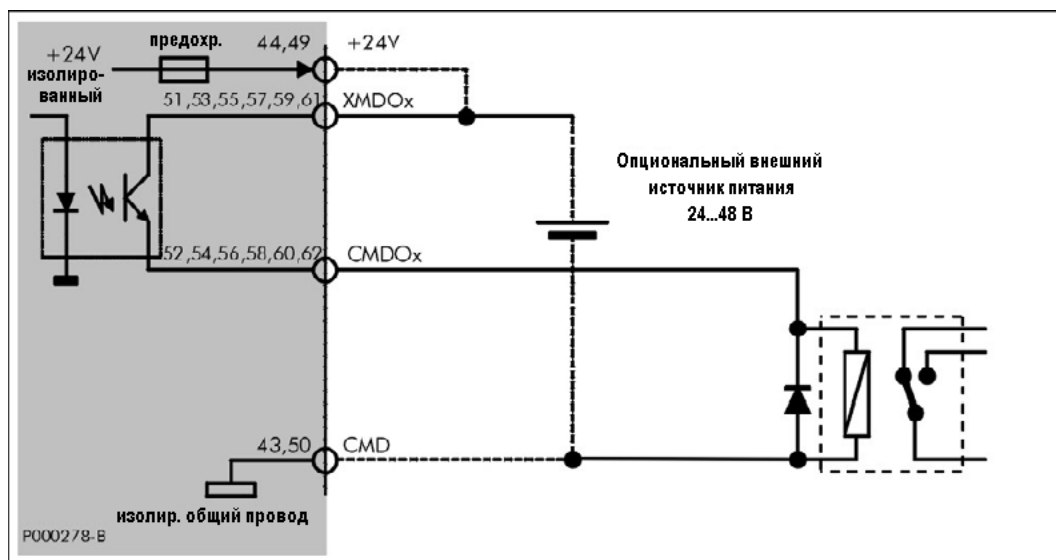 предохр.
44,49
+24V
+24V
изолиро-
ванный
51,53,55,57,59,61
XMDOx
Опциональный внешний
источник питания
24...48 В
52,54,56,58,60,62
CMDOx
43,50
CMD
изолир. общий провод
P000278-B